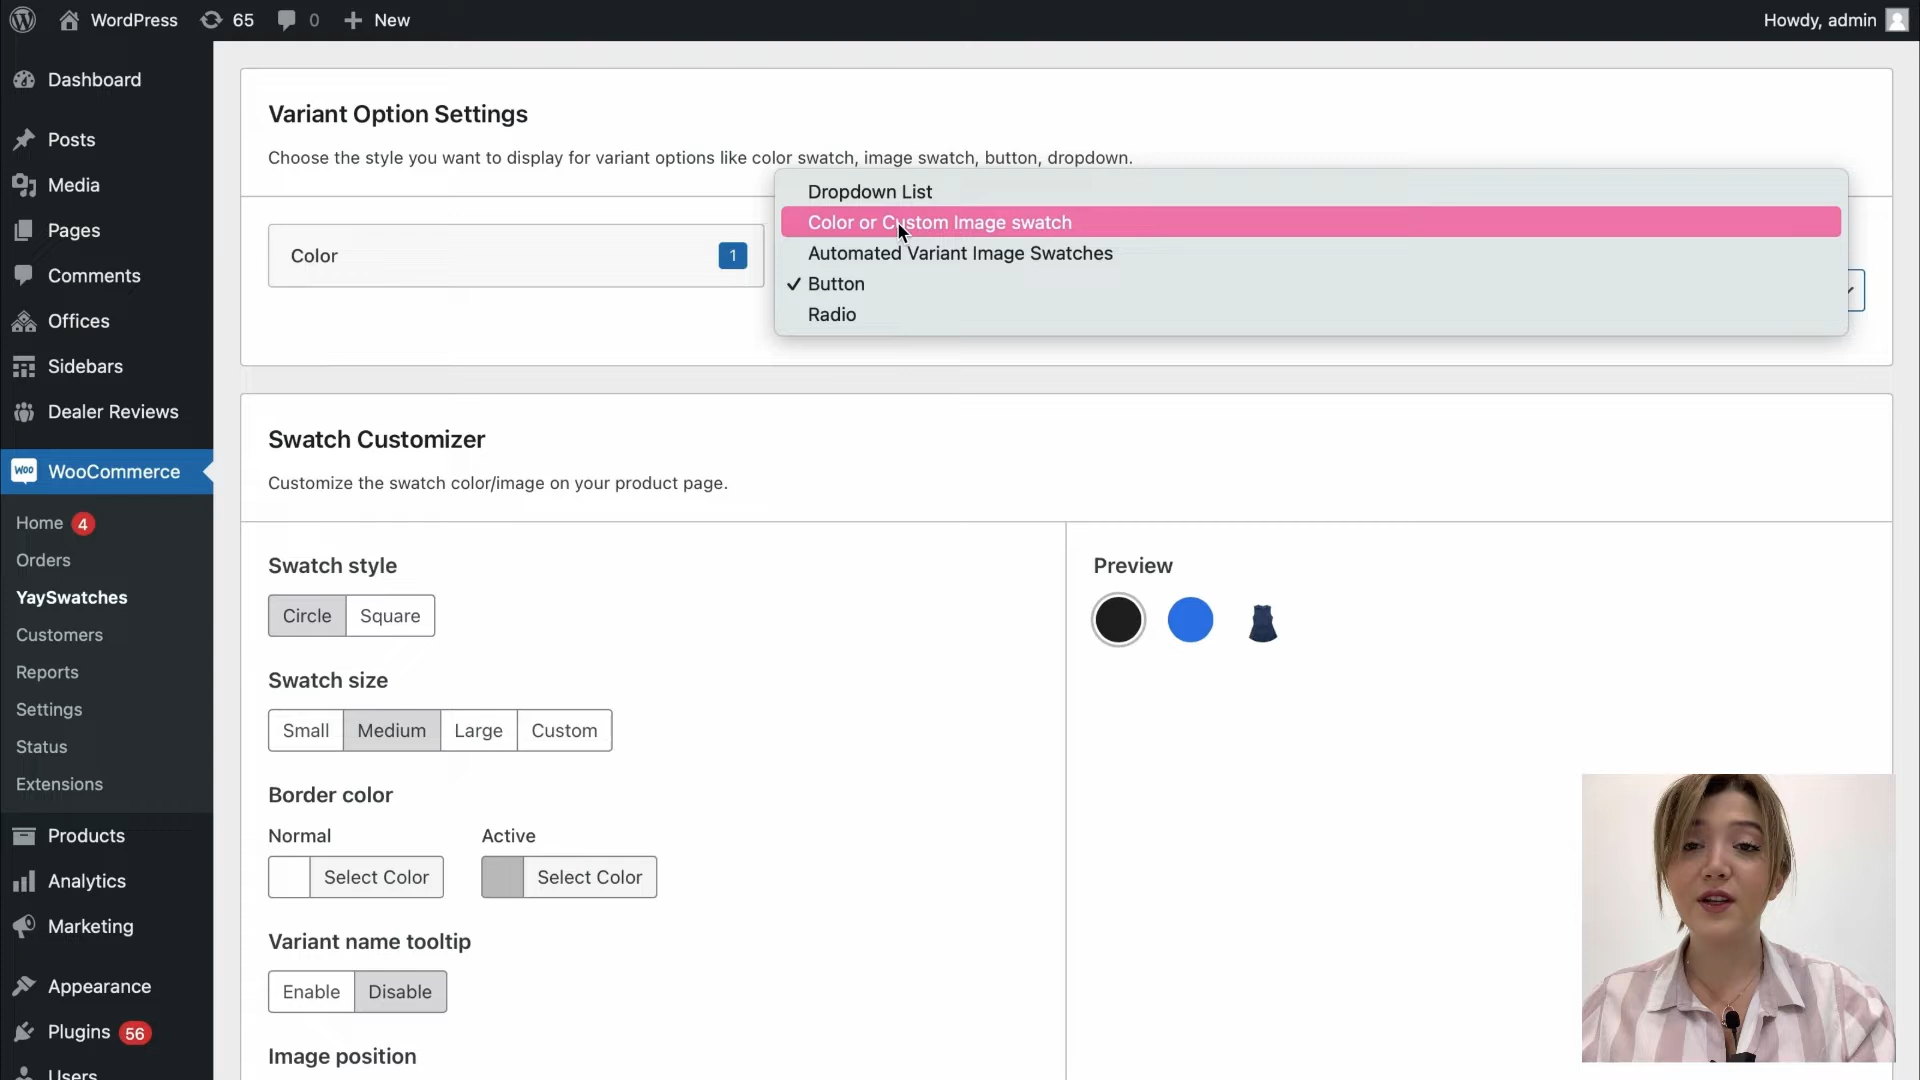 WordPress 65 0 New
Howdy, admin
Dashboard
Posts
Media
Pages
Comments
Offices
Sidebars
Dealer Reviews
WOO WooCommerce
Home 4
Orders
YaySwatches
Customers
Reports
Settings
Status
Extensions
Products
Analytics
Marketing
Appearance
Plugins 56
Users
Variant Option Settings
Choose the style you want to display for variant options like color swatch, image swatch, button, dropdown.
Color 1
Dropdown List
Color or Custom Image swatch
Automated Variant Image Swatches
✓ Button
Radio
Swatch Customizer
Customize the swatch color/image on your product page.
Swatch style
Circle Square
Swatch size
Small Medium Large Custom
Border color
Normal Active
Select Color Select Color
Variant name tooltip
Enable Disable
Image position
Preview